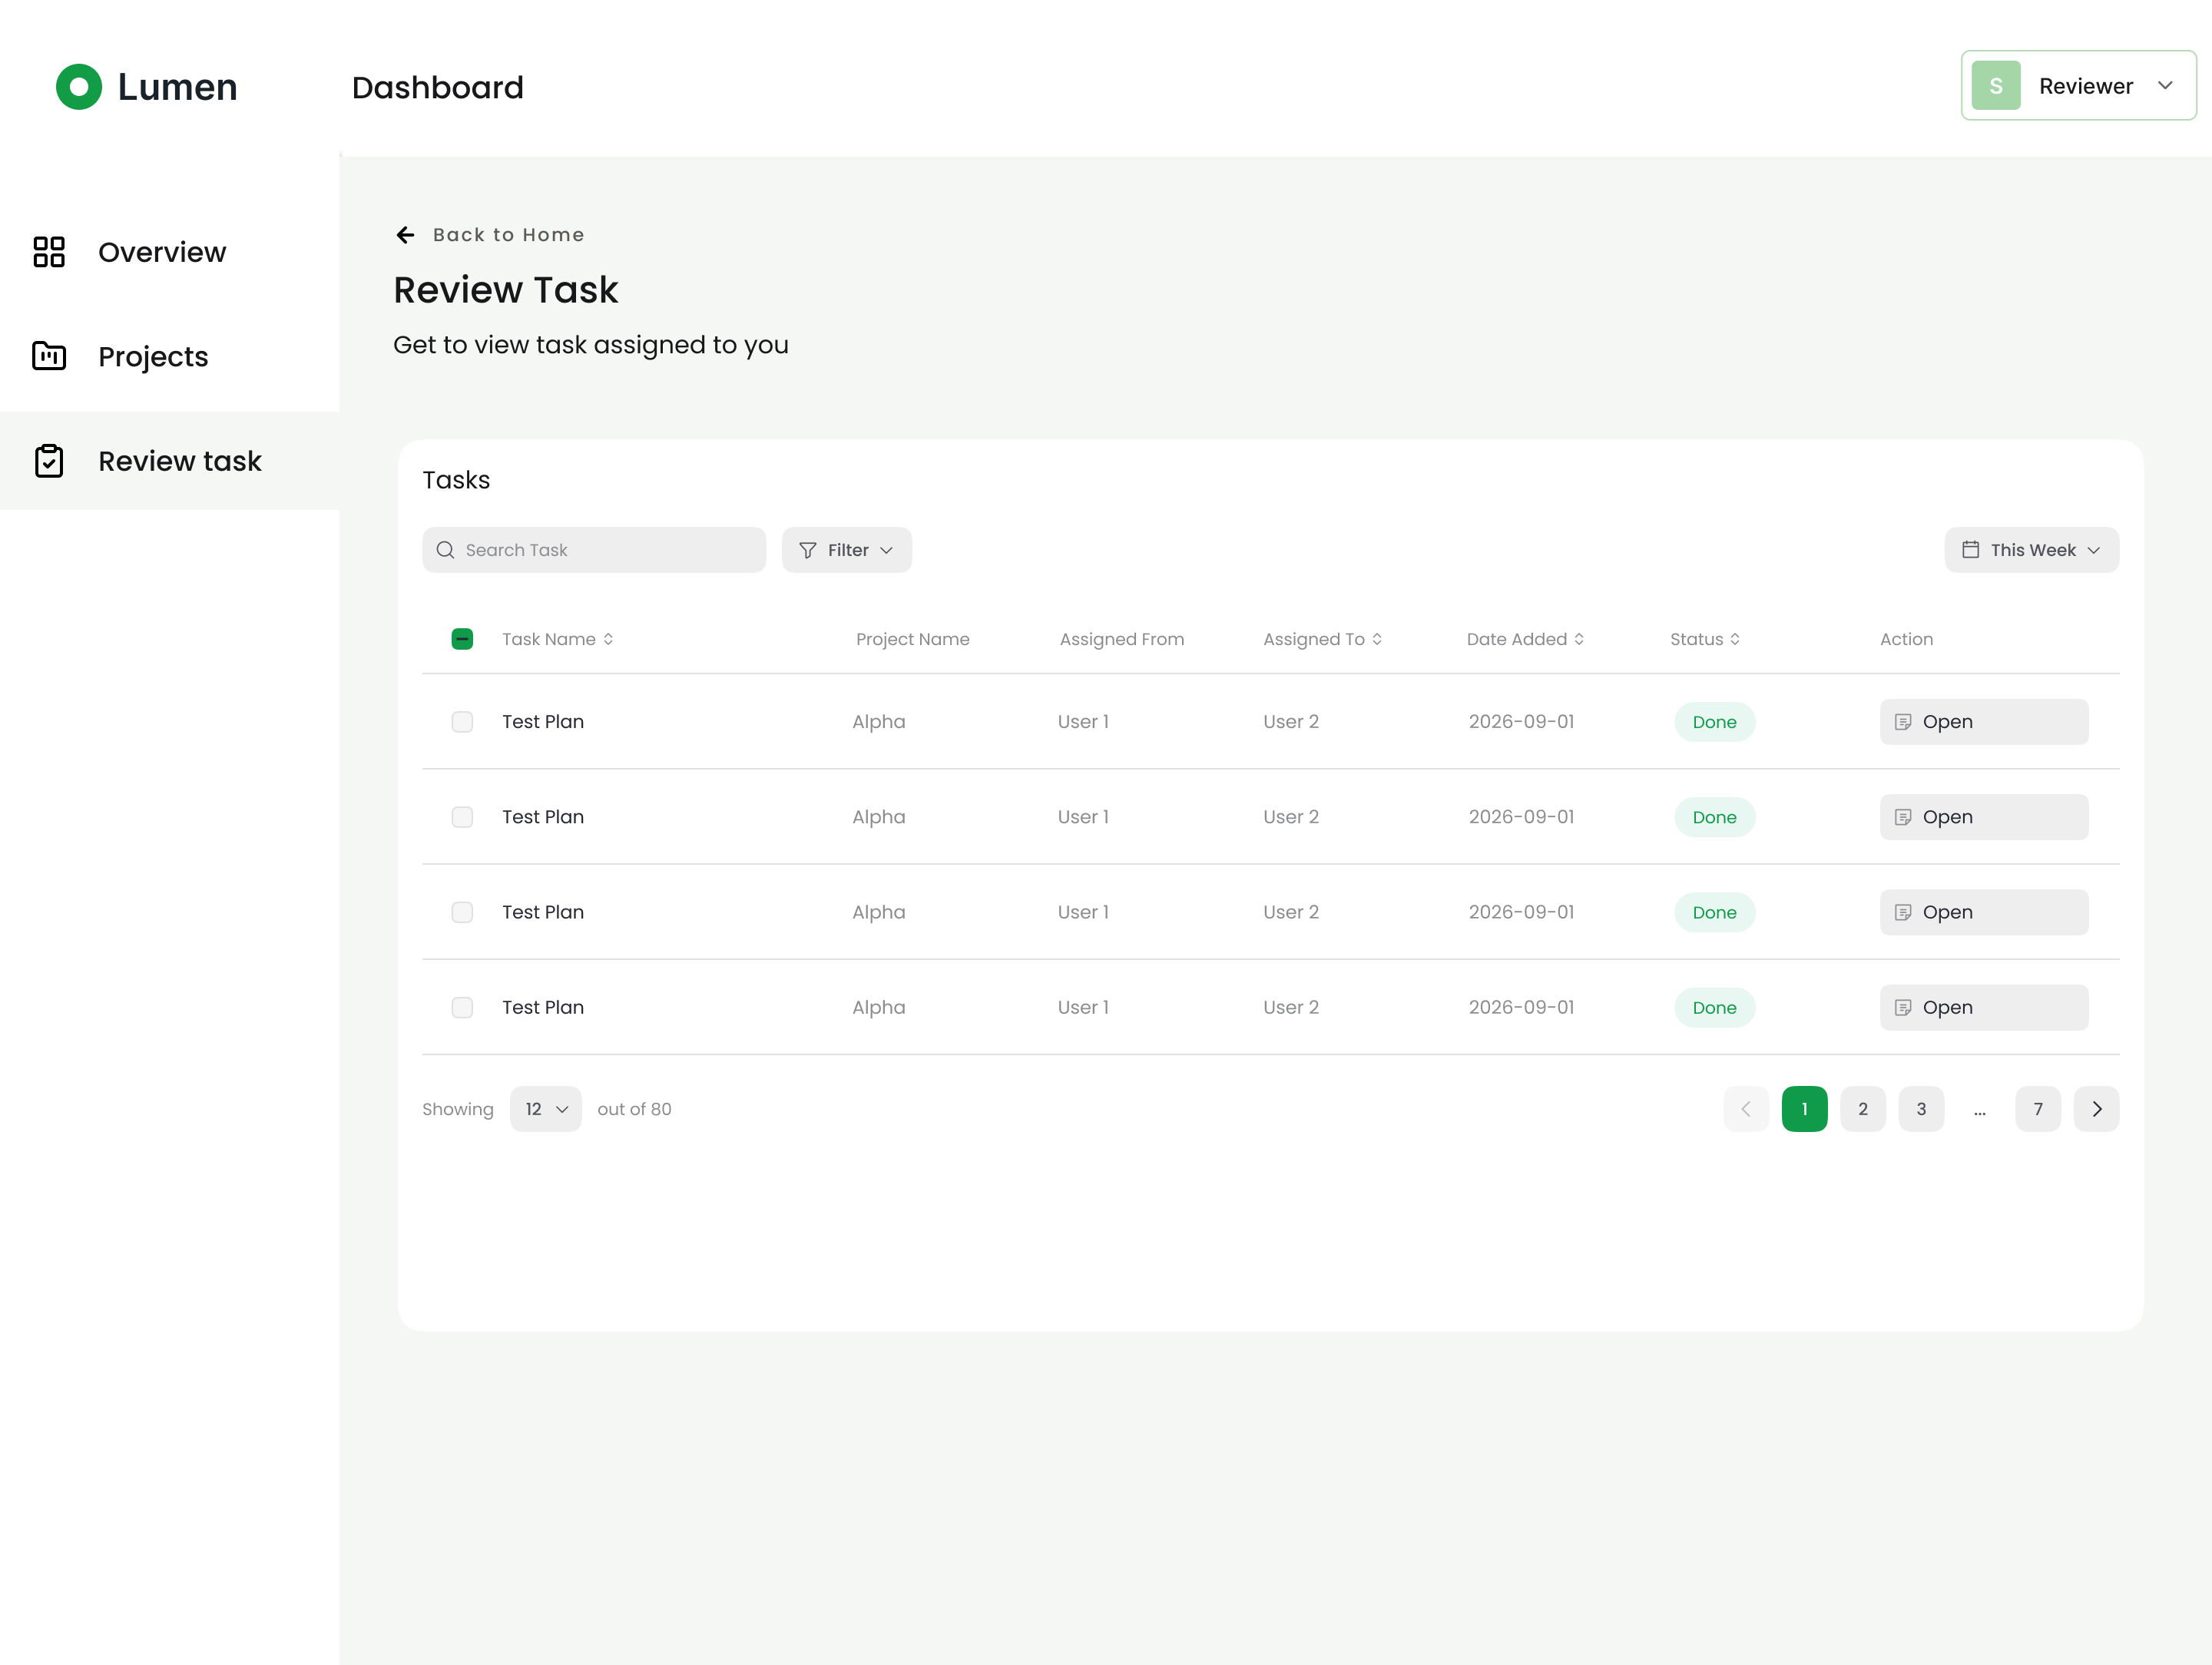 Lumen
Dashboard
S Reviewer
Overview
Projects
Review task
Back to Home
Review Task
Get to view task assigned to you
Tasks
Search Task Filter This Week
Task Name Project Name Assigned From Assigned To Date Added Status Action
Test Plan Alpha User 1 User 2 2026-09-01 Done Open
Test Plan Alpha User 1 User 2 2026-09-01 Done Open
Test Plan Alpha User 1 User 2 2026-09-01 Done Open
Test Plan Alpha User 1 User 2 2026-09-01 Done Open
Showing 12 out of 80 1 2 3 ... 7